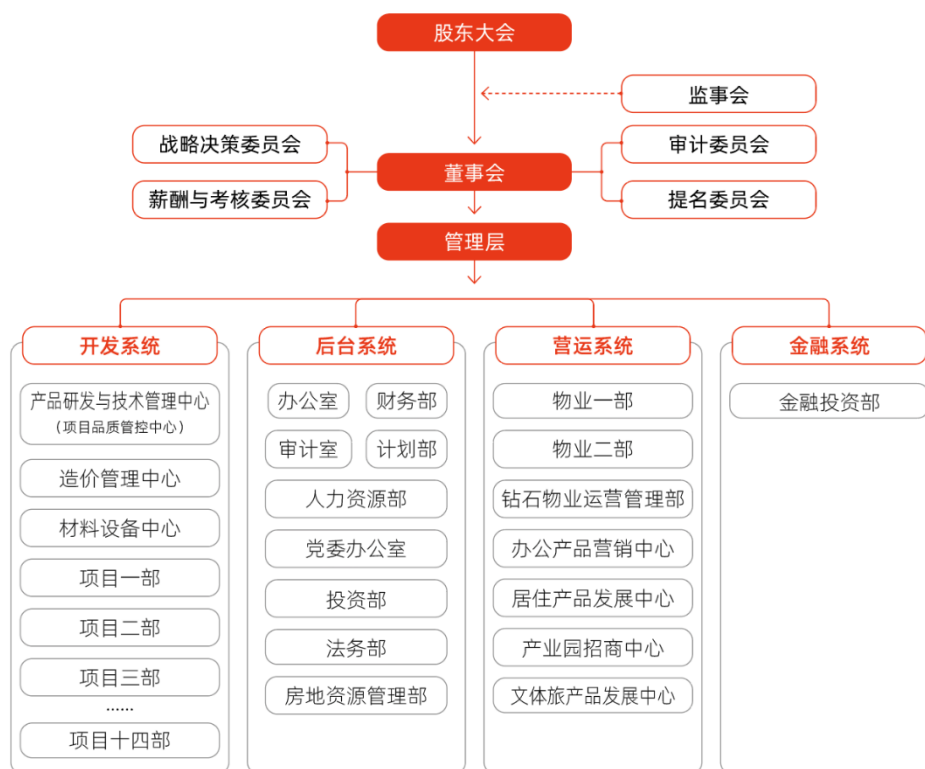 股东大会
监事会
战略决策委员会
审计委员会
董事会
薪酬与考核委员会
提名委员会
管理层
开发系统
产品研发与技术管理中心
（项目品质管控中心）
造价管理中心
材料设备中心
项目一部
项目二部
项目三部
......
项目十四部
后台系统
办公室
财务部
审计室
计划部
人力资源部
党委办公室
投资部
法务部
房地资源管理部
营运系统
物业一部
物业二部
钻石物业运营管理部
办公产品营销中心
居住产品发展中心
产业园招商中心
文体旅产品发展中心
金融系统
金融投资部